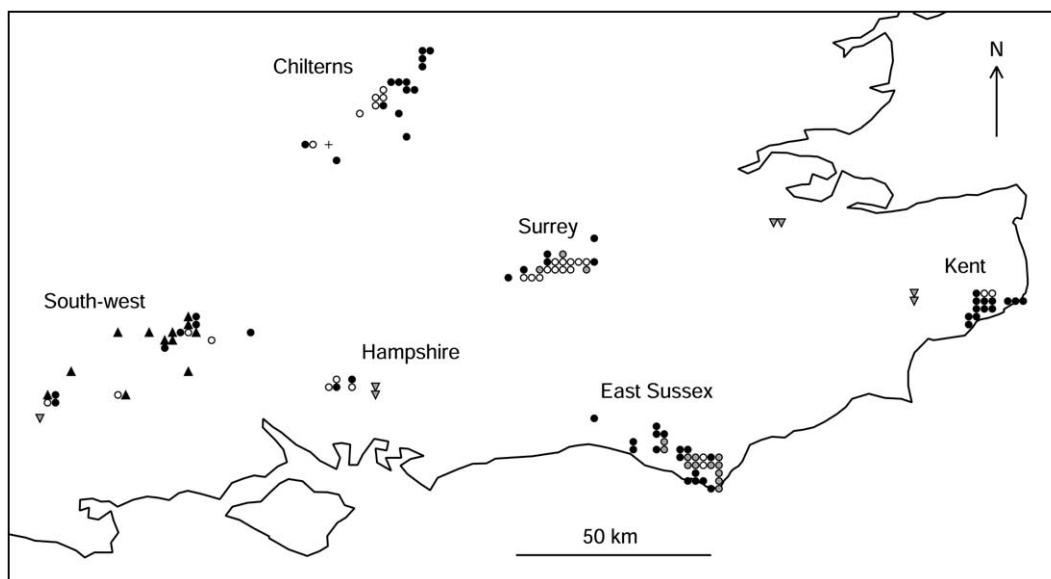 Chilterns
N
Surrey
Kent
South-west
Hampshire
East Sussex
50 km